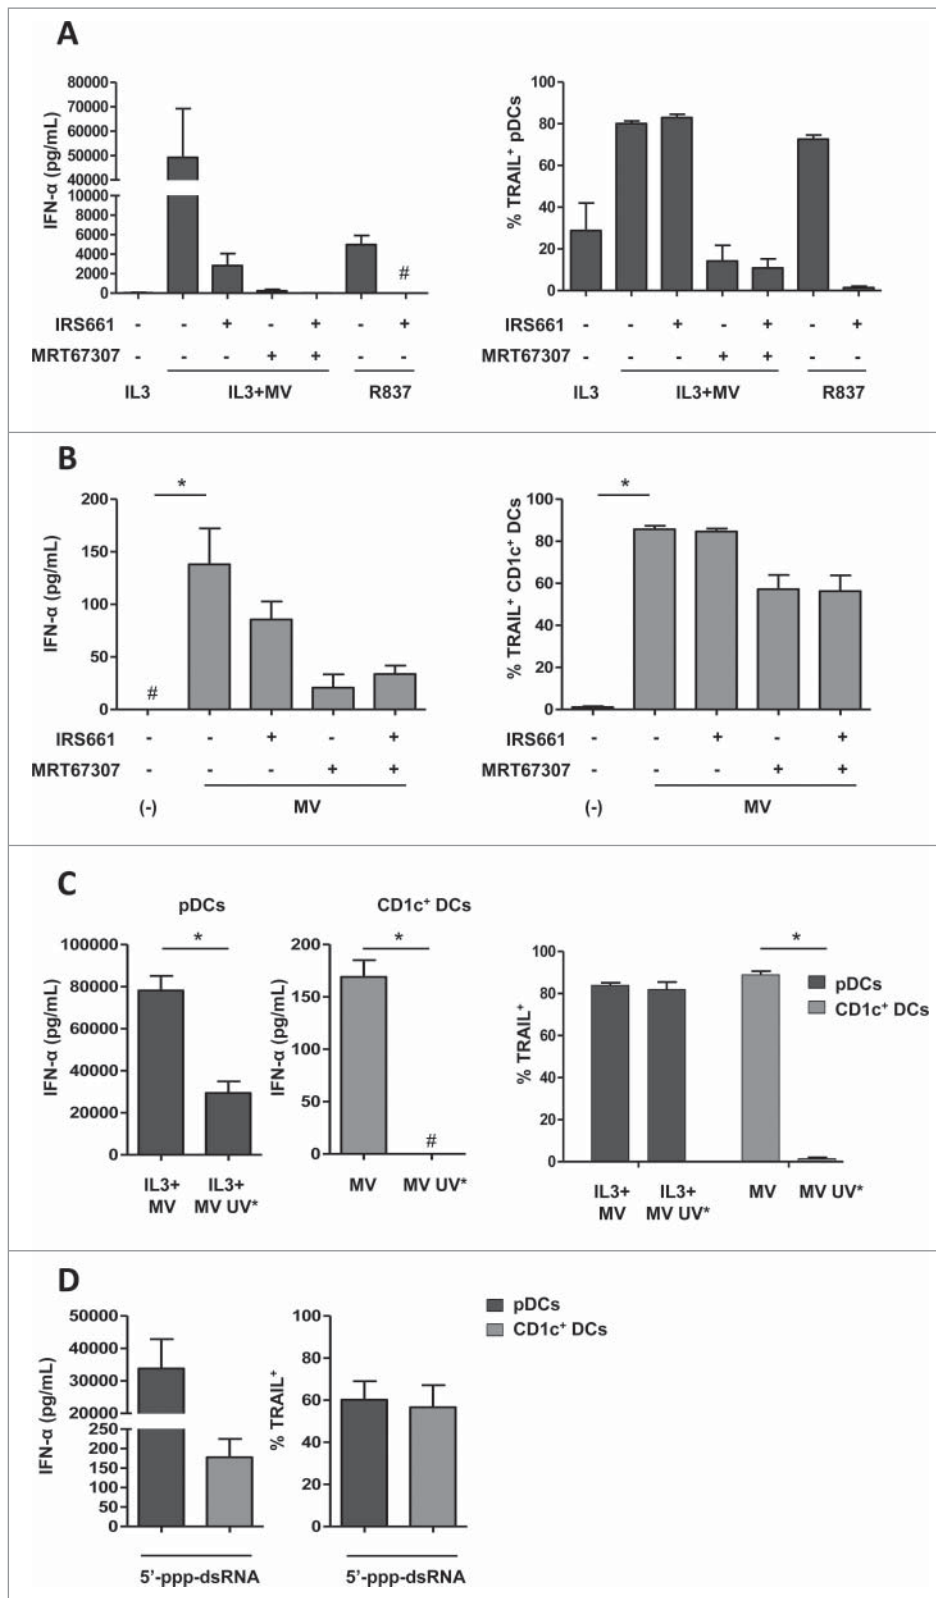 A
IFN-α (pg/mL)
80000
70000
60000
50000
40000
10000
8000
6000
4000
2000
0
#
IRS661 - - + - + - +
MRT67307 - - - + + - -
IL3 IL3+MV R837
% TRAIL⁺ pDCs
100
80
60
40
20
0
- - + - + - +
- - - + + - -
IL3 IL3+MV R837
B
IFN-α (pg/mL)
200
150
100
50
0
*
#
IRS661 - - + - +
MRT67307 - - - + +
(-) MV
% TRAIL⁺ CD1c⁺ DCs
100
80
60
40
20
0
*
IRS661 - - + - +
MRT67307 - - - + +
(-) MV
C
pDCs
IFN-α (pg/mL)
100000
80000
60000
40000
20000
0
*
IL3+ IL3+
MV MV UV*
CD1c⁺ DCs
IFN-α (pg/mL)
200
150
100
50
0
*
#
MV MV UV*
% TRAIL⁺
100
80
60
40
20
0
*
pDCs
CD1c⁺ DCs
IL3+ IL3+ MV MV UV*
MV MV UV*
D
IFN-α (pg/mL)
50000
40000
30000
20000
250
200
150
100
50
0
5'-ppp-dsRNA
% TRAIL⁺
100
80
60
40
20
0
5'-ppp-dsRNA
pDCs
CD1c⁺ DCs